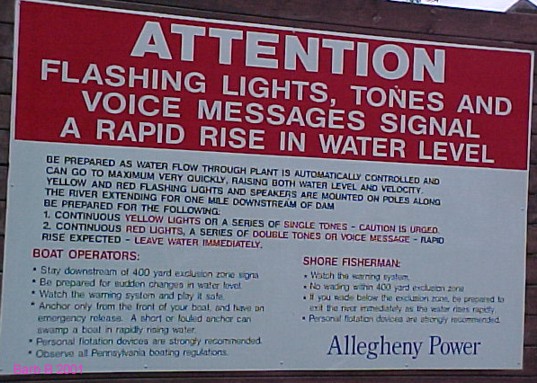 ATTENTION
FLASHING LIGHTS, TONES AND
VOICE MESSAGES SIGNAL
A RAPID RISE IN WATER LEVEL
BE PREPARED AS WATER FLOW THROUGH PLANT IS AUTOMATICALLY CONTROLLED AND
CAN GO TO MAXIMUM VERY QUICKLY, RAISING BOTH WATER LEVEL AND VELOCITY.
YELLOW AND RED FLASHING LIGHTS AND SPEAKERS ARE MOUNTED ON POLES ALONG
THE RIVER EXTENDING FOR ONE MILE DOWNSTREAM OF DAM
BE PREPARED FOR THE FOLLOWING:
1. CONTINUOUS YELLOW LIGHTS OR A SERIES OF SINGLE TONES - CAUTION IS URGED.
2. CONTINUOUS RED LIGHTS, A SERIES OF DOUBLE TONES OR VOICE MESSAGE - RAPID
RISE EXPECTED - LEAVE WATER IMMEDIATELY.
BOAT OPERATORS:
* Stay downstream of 400 yard exclusion zone signs
* Be prepared for sudden changes in water level.
* Watch the warning system and play it safe.
* Anchor only from the front of your boat, and have an
emergency release. A short or fouled anchor can
swamp a boat in rapidly rising water.
* Personal flotation devices are strongly recommended.
* Observe all Pennsylvania boating regulations.
SHORE FISHERMAN:
* Watch the warning system.
* No wading within 400 yard exclusion zone
* If you wade below the exclusion zone, be prepared to
exit the river immediately as the water rises rapidly
* Personal flotation devices are strongly recommended.
Allegheny Power
2001